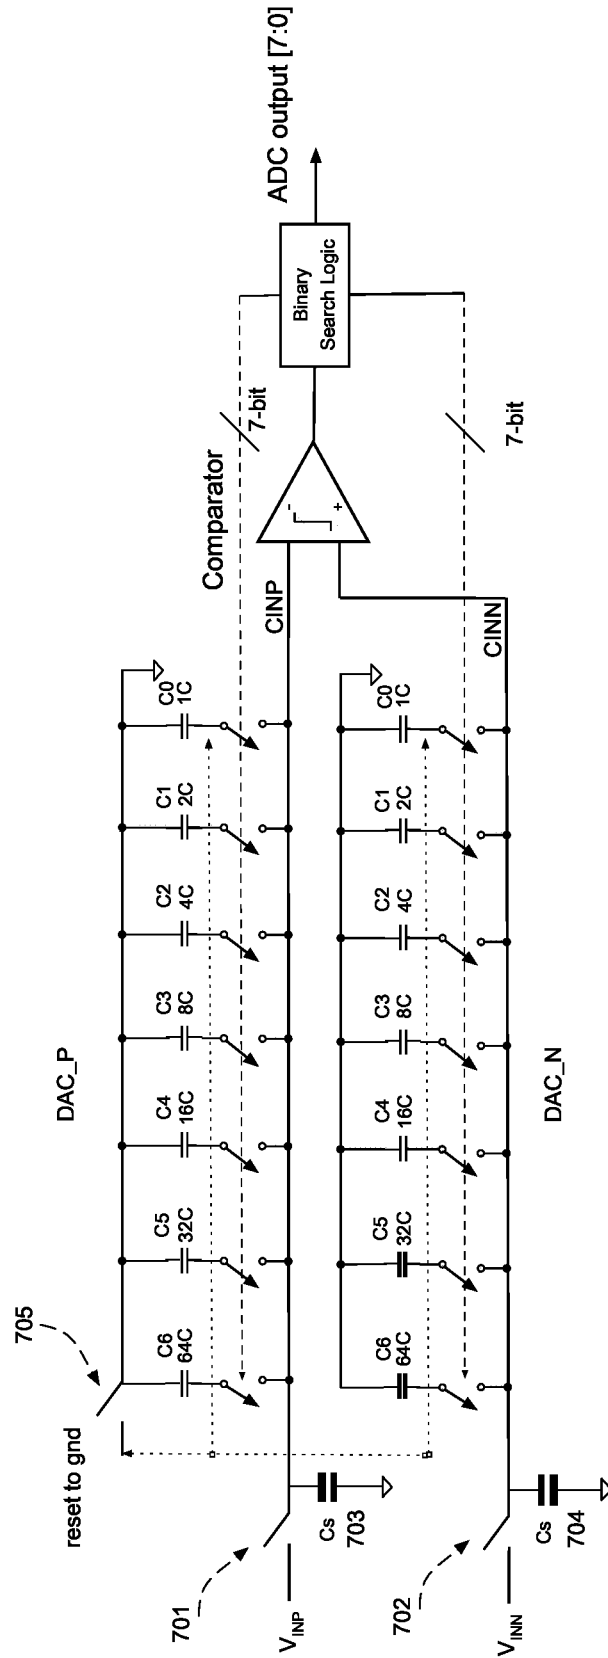 705
reset to gnd
DAC_P
C6
64C
C5
32C
C4
16C
C3
8C
C2
4C
C1
2C
C0
1C
701
V_INP
Cs
703
CINP
Comparator
7-bit
-
+
Binary
Search Logic
ADC output [7:0]
C6
64C
C5
32C
C4
16C
C3
8C
C2
4C
C1
2C
C0
1C
702
V_INN
Cs
704
DAC_N
CINN
7-bit